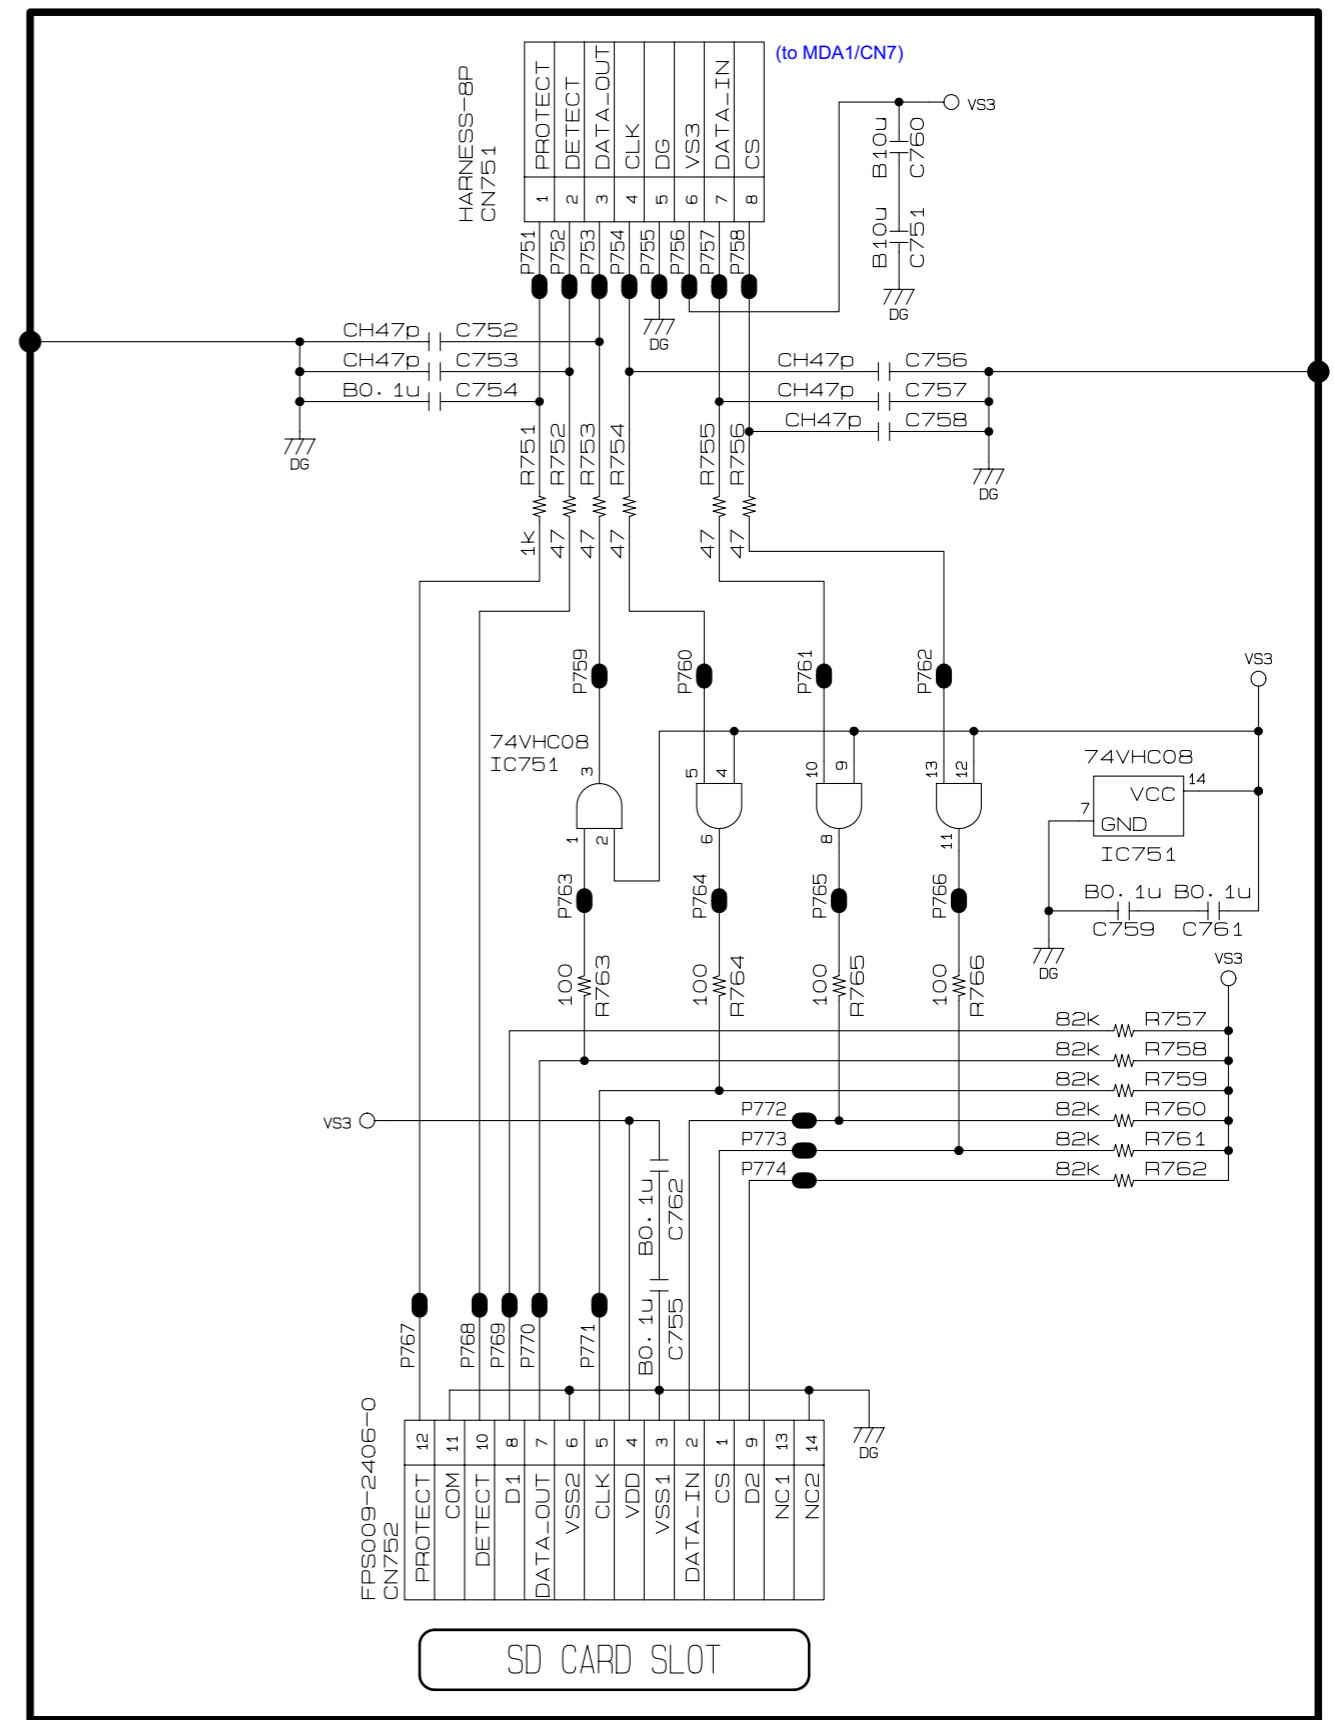 (to MDA1/CN7)
HARNESS-8P
CN751
PROTECT
DETECT
DATA_OUT
CLK
DG
VS3
DATA_IN
CS
1
2
3
4
5
6
7
8
P751
P752
P753
P754
P755
P756
P757
P758
DG
VS3
B10u
C760
B10u
C751
DG
CH47p C752
CH47p C753
B0.1u C754
DG
CH47p C756
CH47p C757
CH47p C758
DG
R751
R752
R753
R754
R755
R756
1k
47
47
47
47
47
P759
P760
P761
P762
VS3
74VHC08
IC751
3
1
2
5
4
6
10
9
8
13
12
11
74VHC08
14
VCC
7
GND
IC751
B0.1u B0.1u
C759 C761
DG
P763
P764
P765
P766
100
R763
100
R764
100
R765
100
R766
VS3
82k R757
82k R758
82k R759
P772 82k R760
P773 82k R761
P774 82k R762
VS3
B0.1u
C762
B0.1u
C755
P767
P768
P769
P770
P771
DG
FPS009-2406-0
CN752
12
11
10
8
7
6
5
4
3
2
1
9
13
14
PROTECT
COM
DETECT
D1
DATA_OUT
VSS2
CLK
VDD
VSS1
DATA_IN
CS
D2
NC1
NC2
SD CARD SLOT